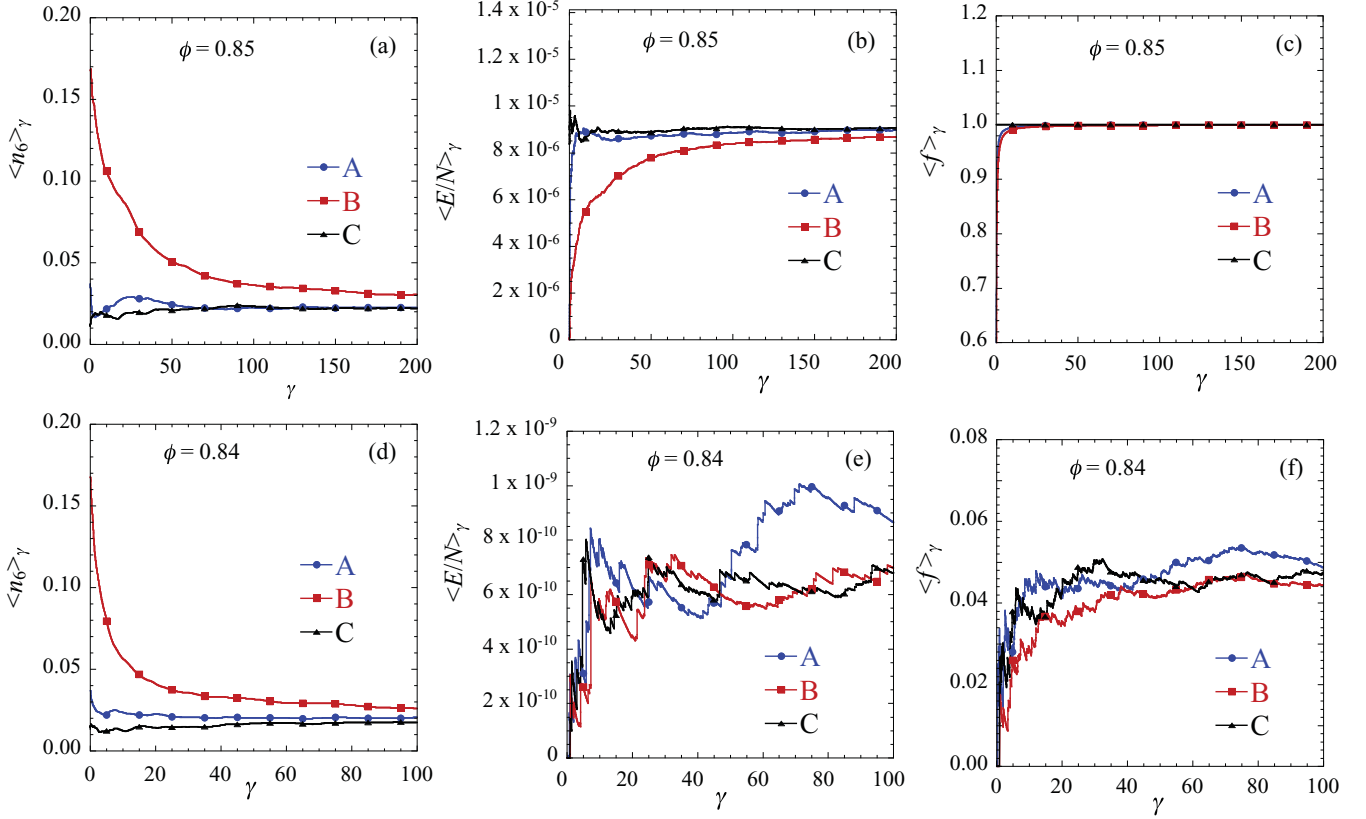 0.20
0.15
0.10
0.05
0.00
<n6>γ
ϕ = 0.85
(a)
A
B
C
0 50 100 150 200
γ
1.4 x 10-5
1.2 x 10-5
1 x 10-5
8 x 10-6
6 x 10-6
4 x 10-6
2 x 10-6
0
<E/N>γ
ϕ = 0.85
(b)
A
B
C
0 50 100 150 200
γ
1.2
1.1
1.0
0.9
0.8
0.7
0.6
<f>γ
ϕ = 0.85
(c)
A
B
C
0 50 100 150 200
γ
0.20
0.15
0.10
0.05
0.00
<n6>γ
ϕ = 0.84
(d)
A
B
C
0 20 40 60 80 100
γ
1.2 x 10-9
1 x 10-9
8 x 10-10
6 x 10-10
4 x 10-10
2 x 10-10
0
<E/N>γ
ϕ = 0.84
(e)
A
B
C
0 20 40 60 80 100
γ
0.08
0.06
0.04
0.02
0.00
<f>γ
ϕ = 0.84
(f)
A
B
C
0 20 40 60 80 100
γ